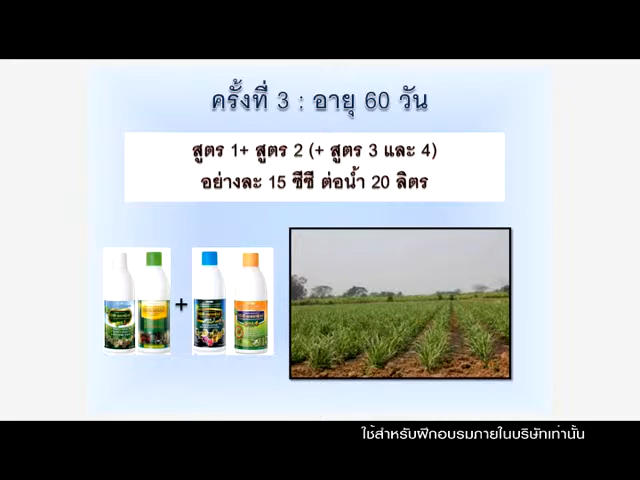 ครั้งที่ 3 : อายุ 60 วัน
สูตร 1+ สูตร 2 (+ สูตร 3 และ 4)
อย่างละ 15 ซีซี ต่อน้ำ 20 ลิตร
+
ใช้สำหรับฝึกอบรมภายในบริษัทเท่านั้น